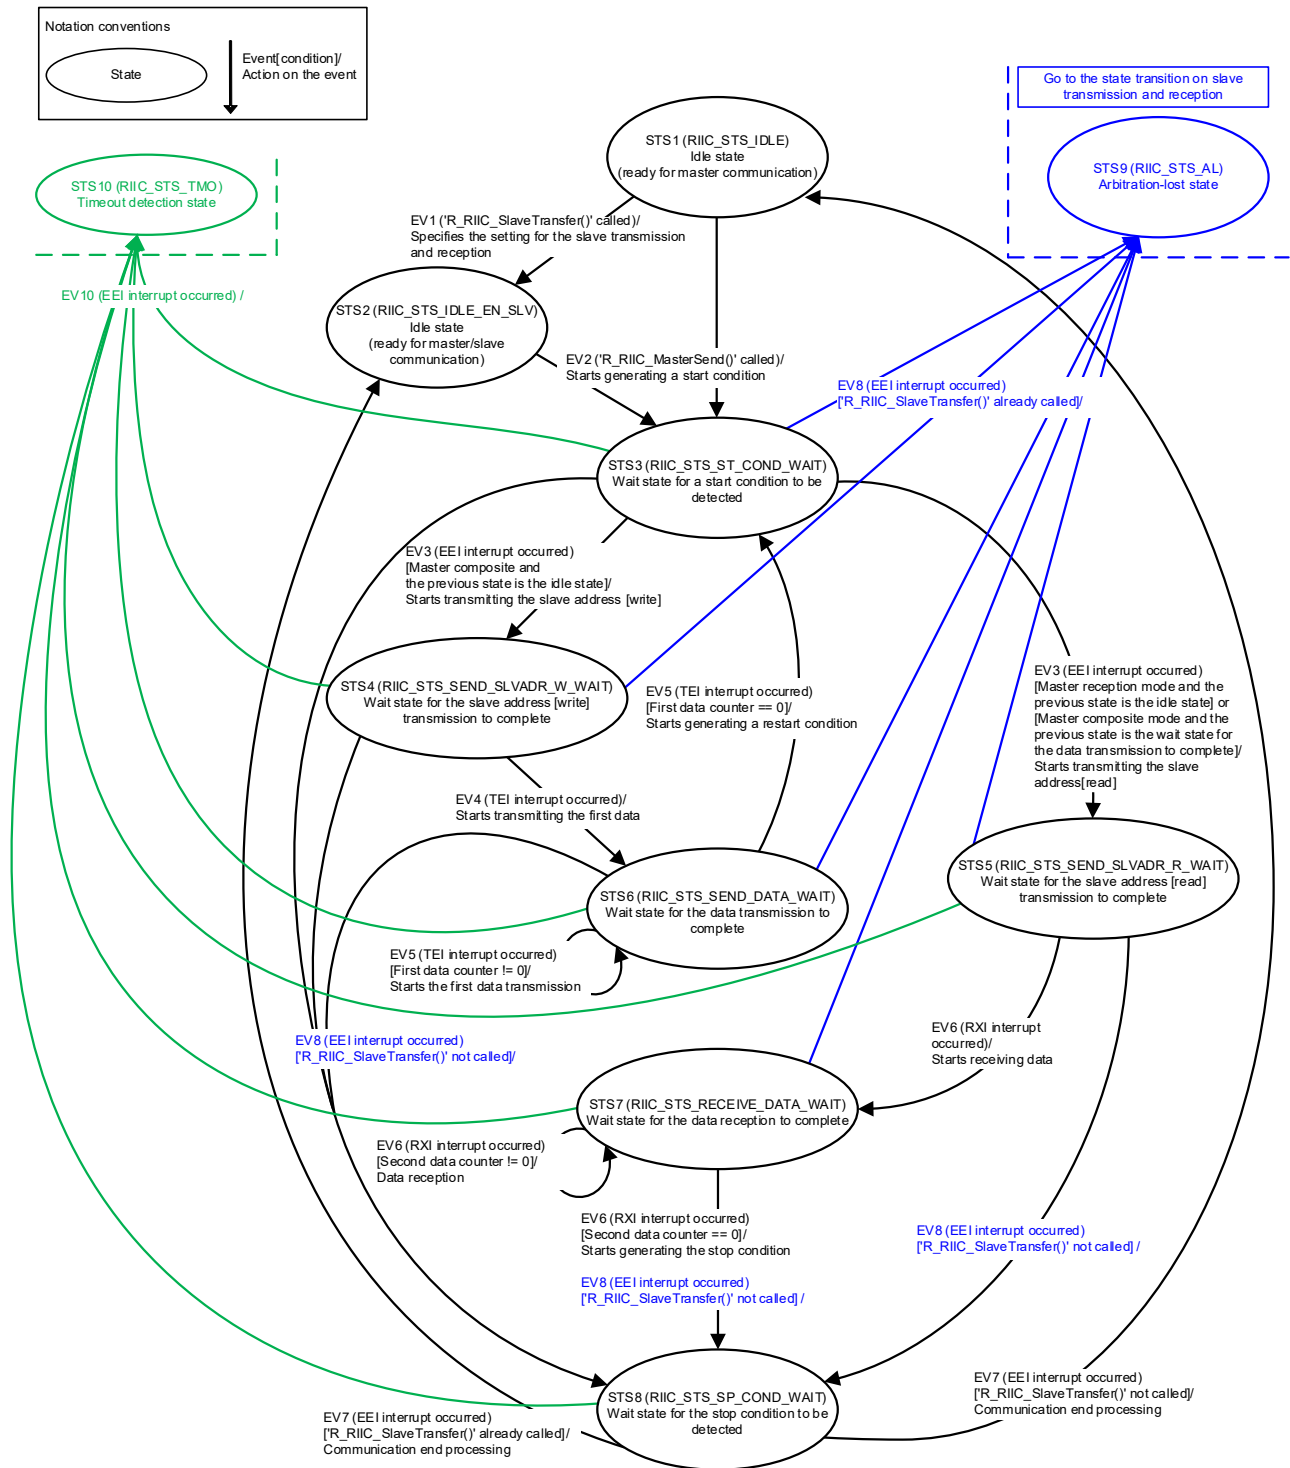 Notation conventions
State
Event[condition]/
Action on the event
Go to the state transition on slave
transmission and reception
STS1 (RIIC_STS_IDLE)
Idle state
(ready for master communication)
STS9 (RIIC_STS_AL)
Arbitration-lost state
STS10 (RIIC_STS_TMO)
Timeout detection state
EV1 ('R_RIIC_SlaveTransfer()' called)/
Specifies the setting for the slave transmission
and reception
EV10 (EEI interrupt occurred) /
STS2 (RIIC_STS_IDLE_EN_SLV)
Idle state
(ready for master/slave
communication)
EV2 ('R_RIIC_MasterSend()' called)/
Starts generating a start condition
EV8 (EEI interrupt occurred)
['R_RIIC_SlaveTransfer()' already called]/
STS3 (RIIC_STS_ST_COND_WAIT)
Wait state for a start condition to be
detected
EV3 (EEI interrupt occurred)
[Master composite and
the previous state is the idle state]/
Starts transmitting the slave address [write]
STS4 (RIIC_STS_SEND_SLVADR_W_WAIT)
Wait state for the slave address [write]
transmission to complete
EV5 (TEI interrupt occurred)
[First data counter == 0]/
Starts generating a restart condition
EV3 (EEI interrupt occurred)
[Master reception mode and the
previous state is the idle state] or
[Master composite mode and the
previous state is the wait state for
the data transmission to complete]/
Starts transmitting the slave
address[read]
EV4 (TEI interrupt occurred)/
Starts transmitting the first data
STS5 (RIIC_STS_SEND_SLVADR_R_WAIT)
Wait state for the slave address [read]
transmission to complete
STS6 (RIIC_STS_SEND_DATA_WAIT)
Wait state for the data transmission to
complete
EV5 (TEI interrupt occurred)
[First data counter != 0]/
Starts the first data transmission
EV8 (EEI interrupt occurred)
['R_RIIC_SlaveTransfer()' not called]/
EV6 (RXI interrupt
occurred)/
Starts receiving data
STS7 (RIIC_STS_RECEIVE_DATA_WAIT)
Wait state for the data reception to complete
EV6 (RXI interrupt occurred)
[Second data counter != 0]/
Data reception
EV6 (RXI interrupt occurred)
[Second data counter == 0]/
Starts generating the stop condition
EV8 (EEI interrupt occurred)
['R_RIIC_SlaveTransfer()' not called] /
EV8 (EEI interrupt occurred)
['R_RIIC_SlaveTransfer()' not called] /
STS8 (RIIC_STS_SP_COND_WAIT)
Wait state for the stop condition to be
detected
EV7 (EEI interrupt occurred)
['R_RIIC_SlaveTransfer()' not called]/
Communication end processing
EV7 (EEI interrupt occurred)
['R_RIIC_SlaveTransfer()' already called]/
Communication end processing